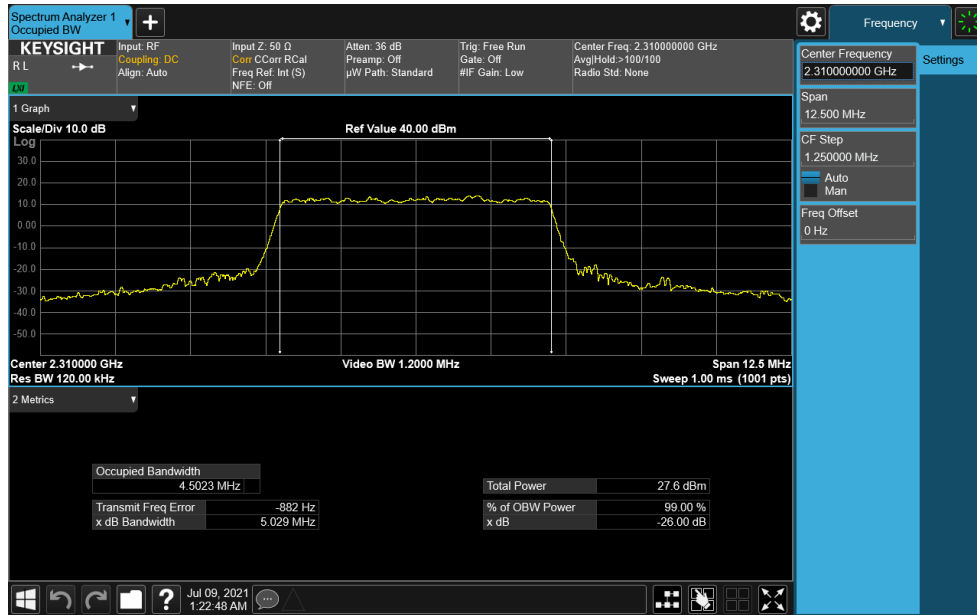 Spectrum Analyzer 1
Occupied BW
Frequency
KEYSIGHT
R L
LXI
Input: RF
Coupling: DC
Align: Auto
Input Z: 50 Ω
Corr CCorr RCal
Freq Ref: Int (S)
NFE: Off
Atten: 36 dB
Preamp: Off
µW Path: Standard
Trig: Free Run
Gate: Off
#IF Gain: Low
Center Freq: 2.310000000 GHz
Avg|Hold:>100/100
Radio Std: None
Center Frequency
2.310000000 GHz
Settings
Span
12.500 MHz
CF Step
1.250000 MHz
Auto
Man
Freq Offset
0 Hz
1 Graph
Scale/Div 10.0 dB
Ref Value 40.00 dBm
Log
30.0
20.0
10.0
0.00
-10.0
-20.0
-30.0
-40.0
-50.0
Center 2.310000 GHz
Video BW 1.2000 MHz
Span 12.5 MHz
Res BW 120.00 kHz
Sweep 1.00 ms (1001 pts)
2 Metrics
Occupied Bandwidth
4.5023 MHz
Total Power 27.6 dBm
Transmit Freq Error -882 Hz
% of OBW Power 99.00 %
x dB Bandwidth 5.029 MHz
x dB -26.00 dB
?
Jul 09, 2021
1:22:48 AM